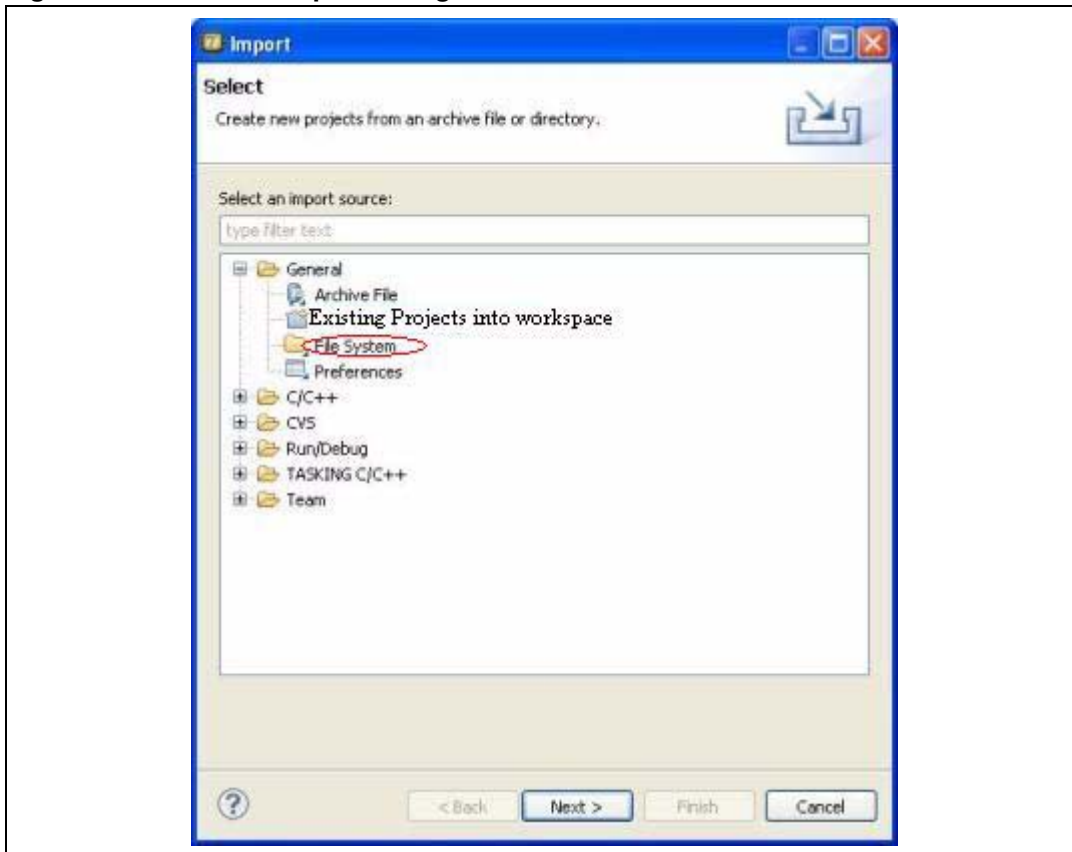 Import
Select
Create new projects from an archive file or directory.
Select an import source:
type filter text
General
Archive File
Existing Projects into workspace
File System
Preferences
C/C++
CVS
Run/Debug
TASKING C/C++
Team
?
< Back
Next >
Finish
Cancel